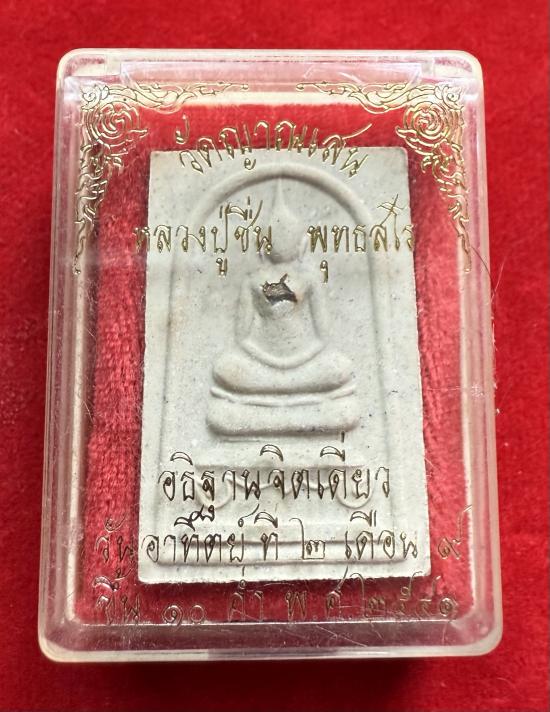 วัดญาณเสน
หลวงปู่ชื่น พุทธสโร
อธิฐานจิตเดี่ยว
วันอาทิตย์ ที่ ๒ เดือน ๙
ขึ้น ๑๐ ค่ำ พ.ศ. ๒๕๔๑